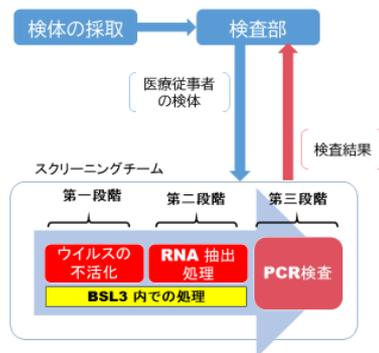 検体の採取
検査部
医療従事者
の検体
検査結果
スクリーニングチーム
第一段階
第二段階
第三段階
ウイルスの
不活化
RNA 抽出
処理
PCR検査
BSL3 内での処理